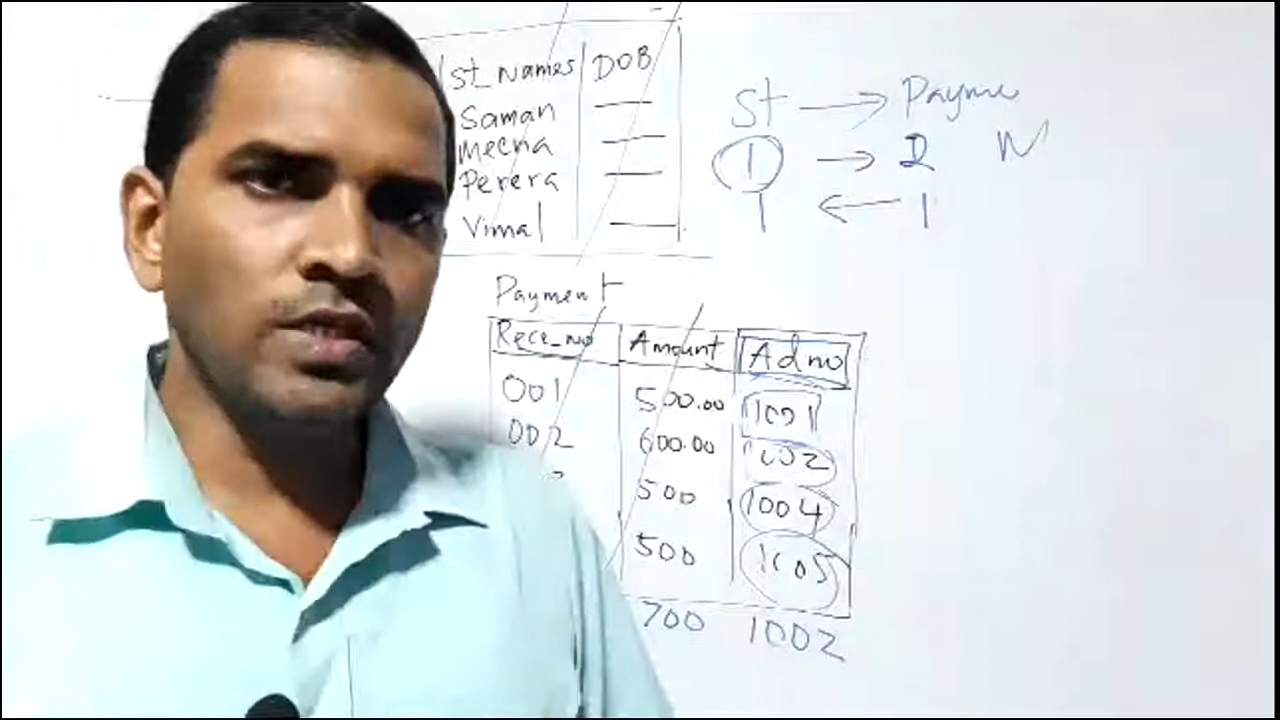 St_Names DOB
Saman
Meena
Perera
Vimal
St → Payme
1 → 2 M
1 ← 1
Payment
Rece_no Amount Adno
001 500.00 1001
002 600.00 1002
500 1004
500 1005
700 1002